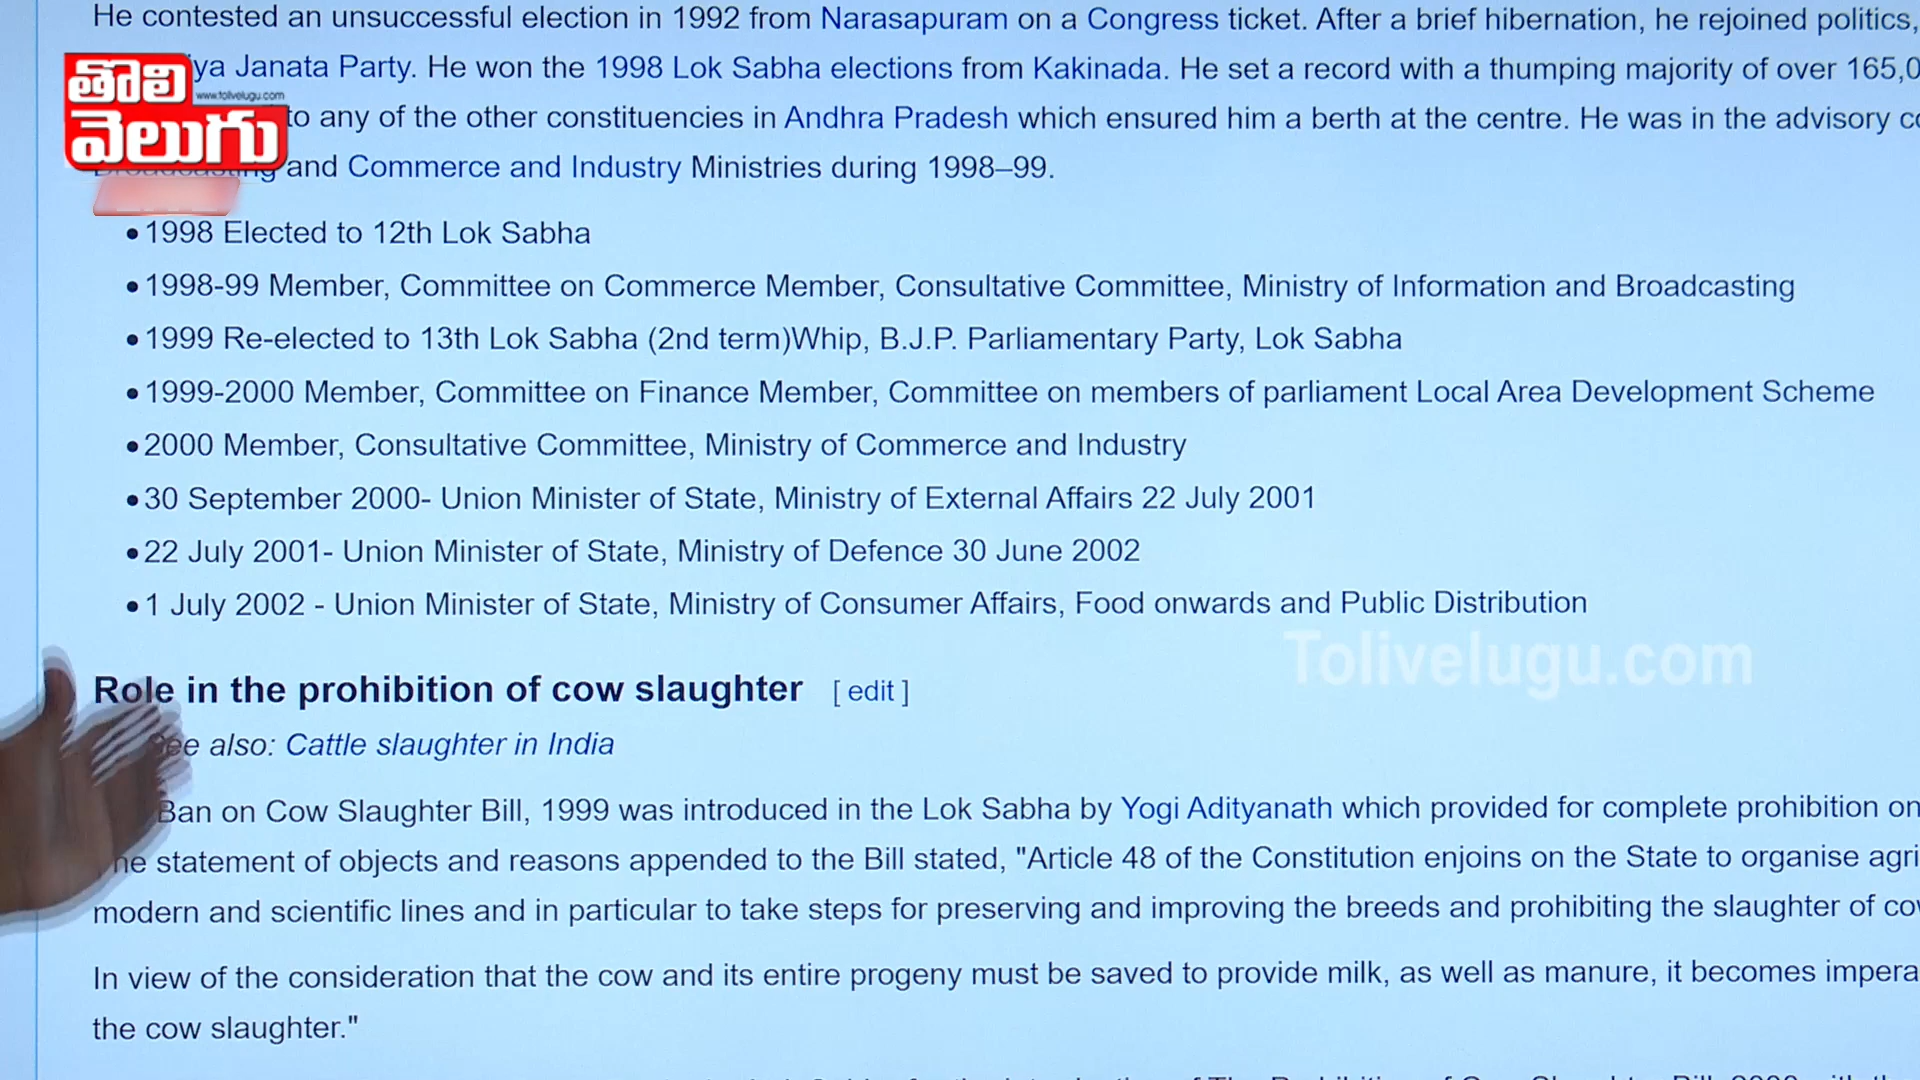 He contested an unsuccessful election in 1992 from Narasapuram on a Congress ticket. After a brief hibernation, he rejoined politics,
తొలి
వెలుగు
www.tolivelugu.com
ya Janata Party. He won the 1998 Lok Sabha elections from Kakinada. He set a record with a thumping majority of over 165,0
to any of the other constituencies in Andhra Pradesh which ensured him a berth at the centre. He was in the advisory co
and Commerce and Industry Ministries during 1998–99.
• 1998 Elected to 12th Lok Sabha
• 1998-99 Member, Committee on Commerce Member, Consultative Committee, Ministry of Information and Broadcasting
• 1999 Re-elected to 13th Lok Sabha (2nd term)Whip, B.J.P. Parliamentary Party, Lok Sabha
• 1999-2000 Member, Committee on Finance Member, Committee on members of parliament Local Area Development Scheme
• 2000 Member, Consultative Committee, Ministry of Commerce and Industry
• 30 September 2000- Union Minister of State, Ministry of External Affairs 22 July 2001
• 22 July 2001- Union Minister of State, Ministry of Defence 30 June 2002
• 1 July 2002 - Union Minister of State, Ministry of Consumer Affairs, Food onwards and Public Distribution
Tolivelugu.com
Role in the prohibition of cow slaughter [ edit ]
See also: Cattle slaughter in India
Ban on Cow Slaughter Bill, 1999 was introduced in the Lok Sabha by Yogi Adityanath which provided for complete prohibition on
he statement of objects and reasons appended to the Bill stated, "Article 48 of the Constitution enjoins on the State to organise agri
modern and scientific lines and in particular to take steps for preserving and improving the breeds and prohibiting the slaughter of co
In view of the consideration that the cow and its entire progeny must be saved to provide milk, as well as manure, it becomes impera
the cow slaughter."